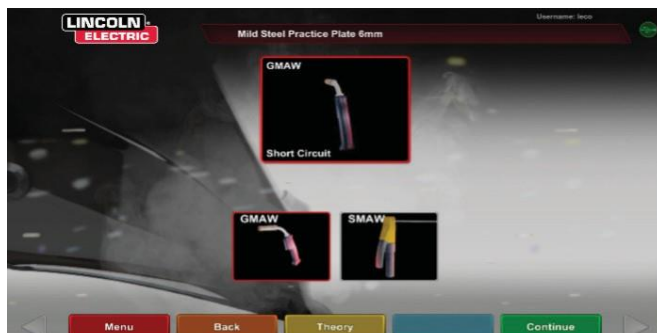 LINCOLN
ELECTRIC
Username: leco
Mild Steel Practice Plate 6mm
GMAW
Short Circuit
GMAW
SMAW
Menu
Back
Theory
Continue